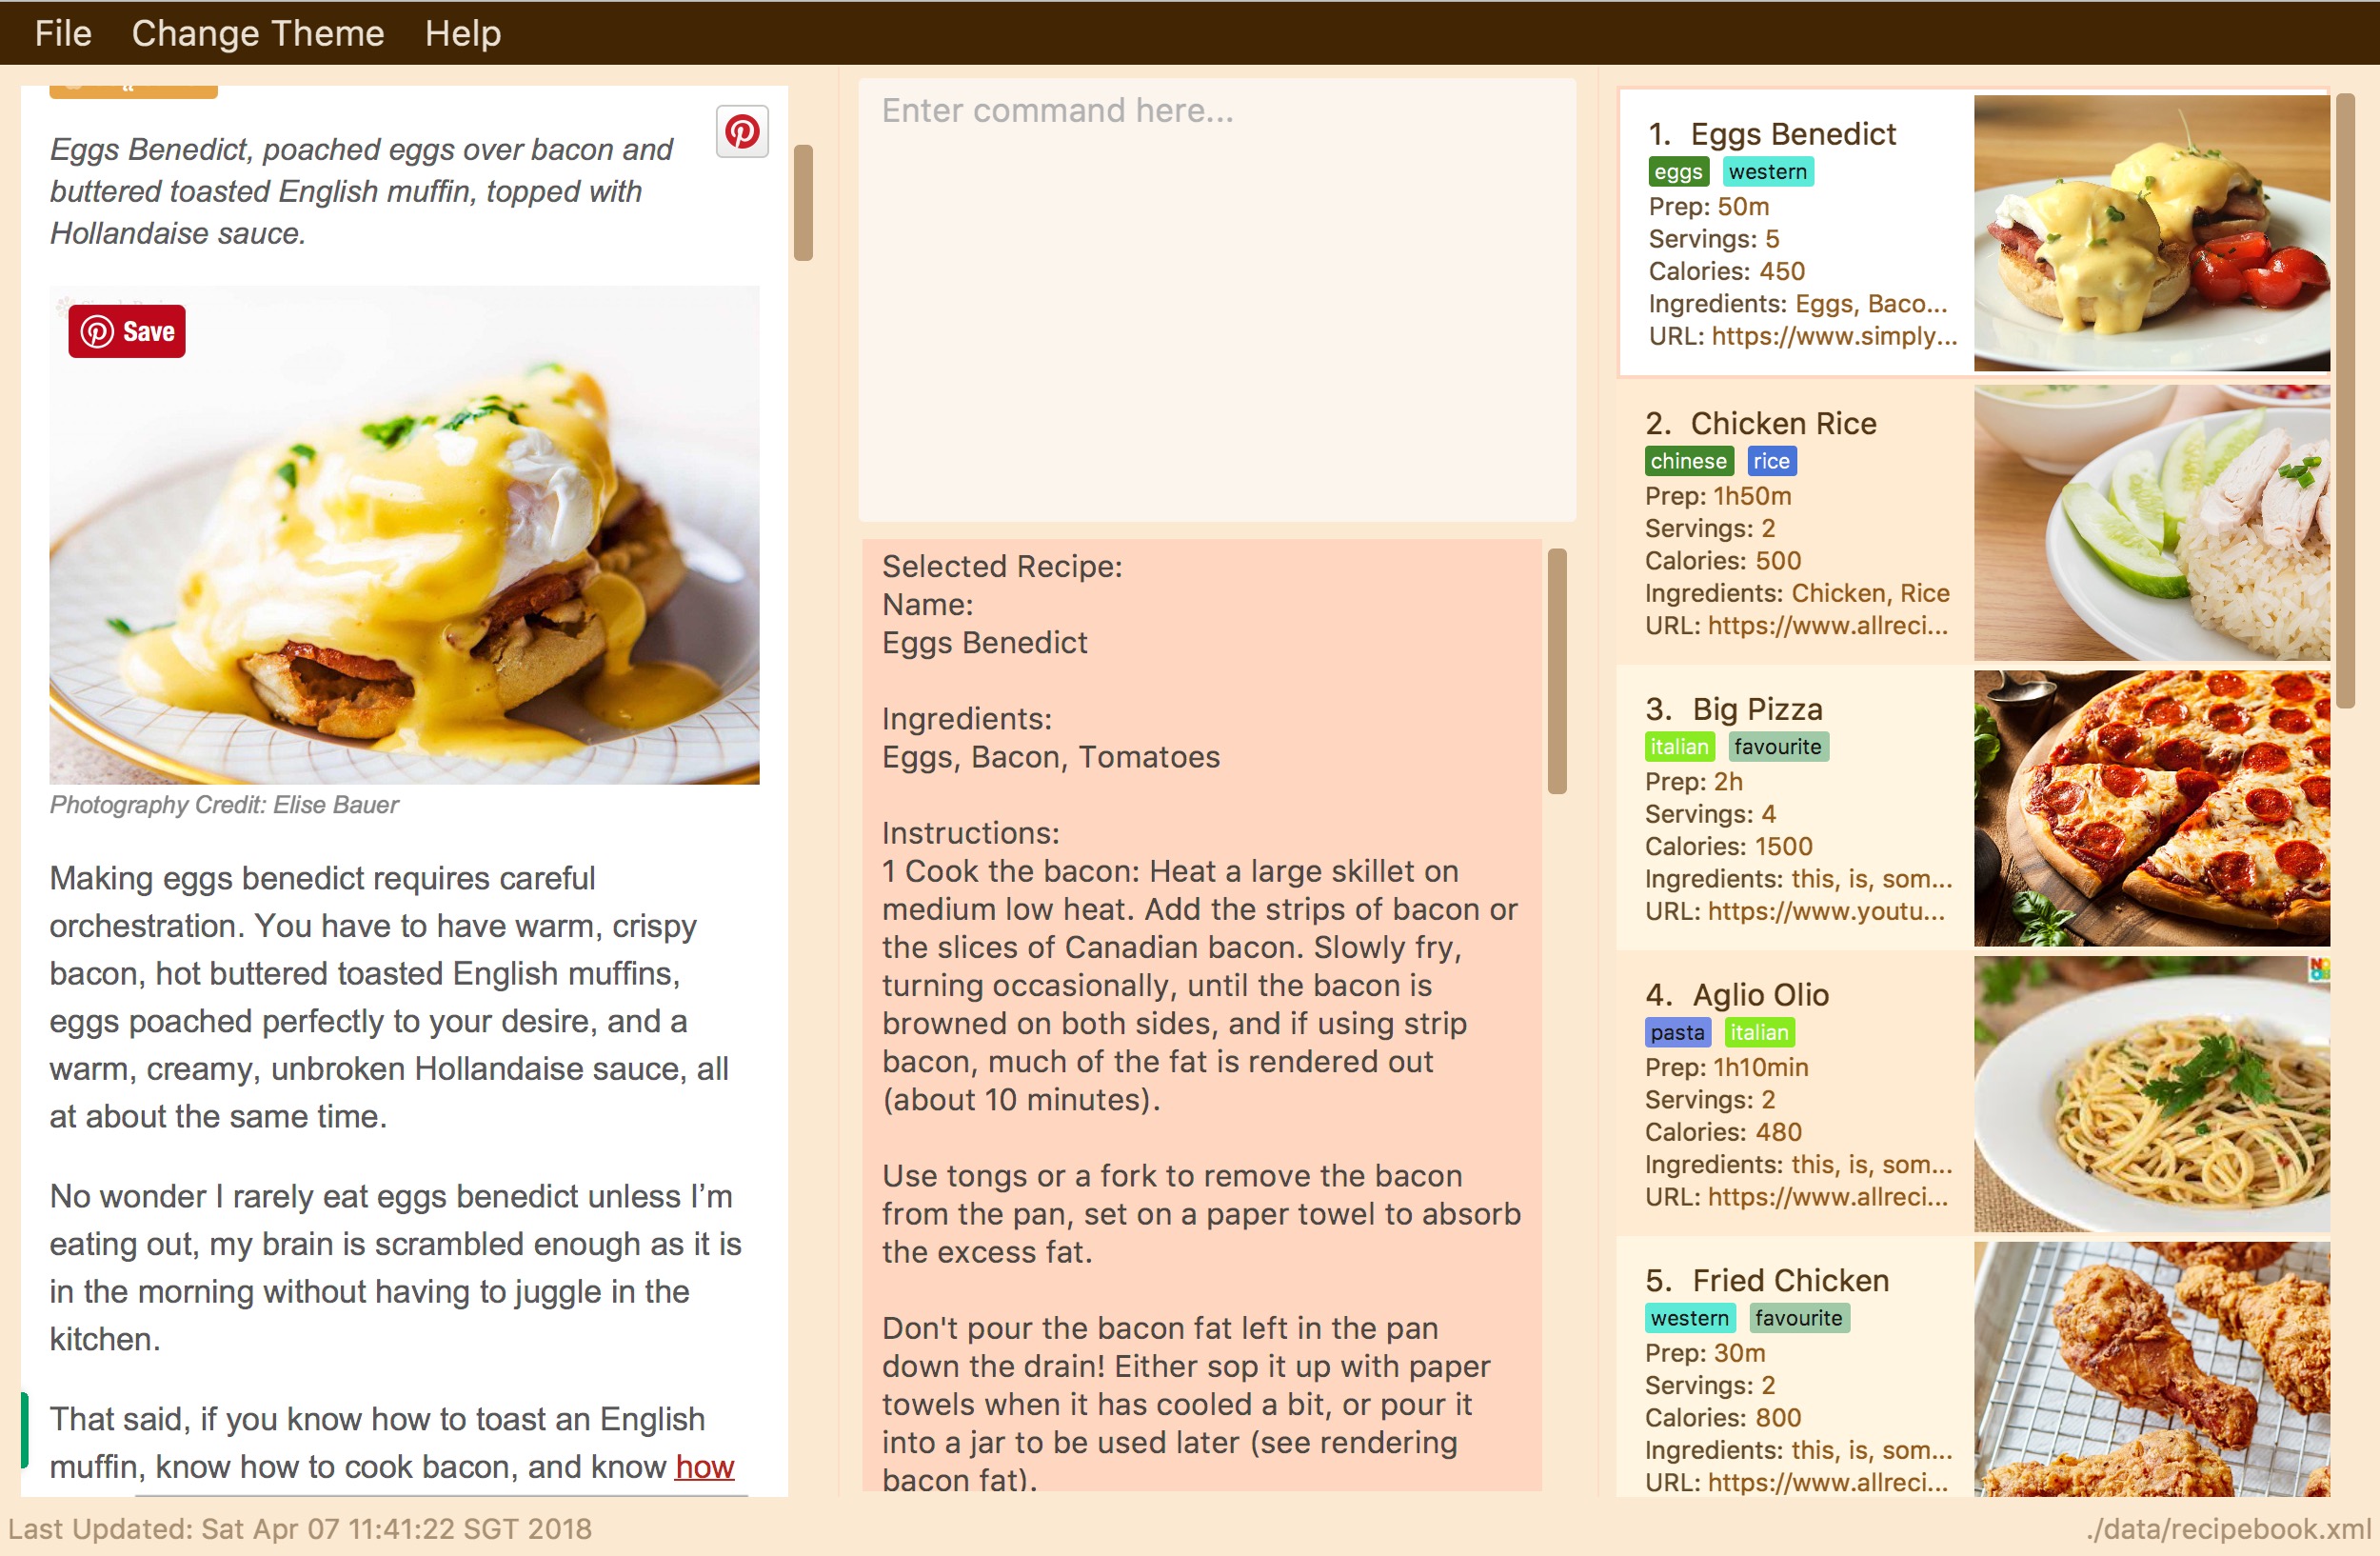 File Change Theme Help
Eggs Benedict, poached eggs over bacon and
buttered toasted English muffin, topped with
Hollandaise sauce.
Save
Photography Credit: Elise Bauer
Making eggs benedict requires careful
orchestration. You have to have warm, crispy
bacon, hot buttered toasted English muffins,
eggs poached perfectly to your desire, and a
warm, creamy, unbroken Hollandaise sauce, all
at about the same time.
No wonder I rarely eat eggs benedict unless I’m
eating out, my brain is scrambled enough as it is
in the morning without having to juggle in the
kitchen.
That said, if you know how to toast an English
muffin, know how to cook bacon, and know how
Enter command here...
Selected Recipe:
Name:
Eggs Benedict
Ingredients:
Eggs, Bacon, Tomatoes
Instructions:
1 Cook the bacon: Heat a large skillet on
medium low heat. Add the strips of bacon or
the slices of Canadian bacon. Slowly fry,
turning occasionally, until the bacon is
browned on both sides, and if using strip
bacon, much of the fat is rendered out
(about 10 minutes).
Use tongs or a fork to remove the bacon
from the pan, set on a paper towel to absorb
the excess fat.
Don't pour the bacon fat left in the pan
down the drain! Either sop it up with paper
towels when it has cooled a bit, or pour it
into a jar to be used later (see rendering
bacon fat).
1. Eggs Benedict
eggs western
Prep: 50m
Servings: 5
Calories: 450
Ingredients: Eggs, Baco...
URL: https://www.simply...
2. Chicken Rice
chinese rice
Prep: 1h50m
Servings: 2
Calories: 500
Ingredients: Chicken, Rice
URL: https://www.allreci...
3. Big Pizza
italian favourite
Prep: 2h
Servings: 4
Calories: 1500
Ingredients: this, is, som...
URL: https://www.youtu...
4. Aglio Olio
pasta italian
Prep: 1h10min
Servings: 2
Calories: 480
Ingredients: this, is, som...
URL: https://www.allreci...
5. Fried Chicken
western favourite
Prep: 30m
Servings: 2
Calories: 800
Ingredients: this, is, som...
URL: https://www.allreci...
Last Updated: Sat Apr 07 11:41:22 SGT 2018
./data/recipebook.xml